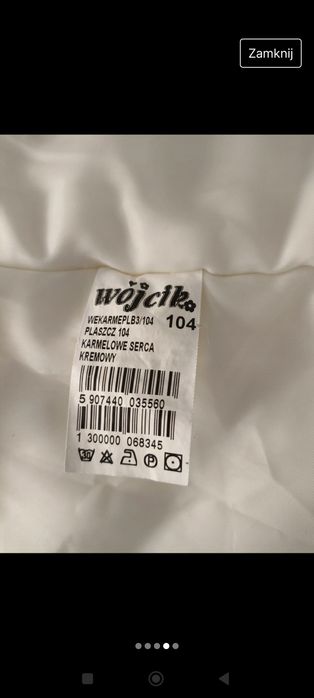 Zamknij
wójcik
WEKARMEPLB3/104 104
PLASZCZ 104
KARMELOWE SERCA
KREMOWY
5 907440 035560
1 300000 068345
30
P